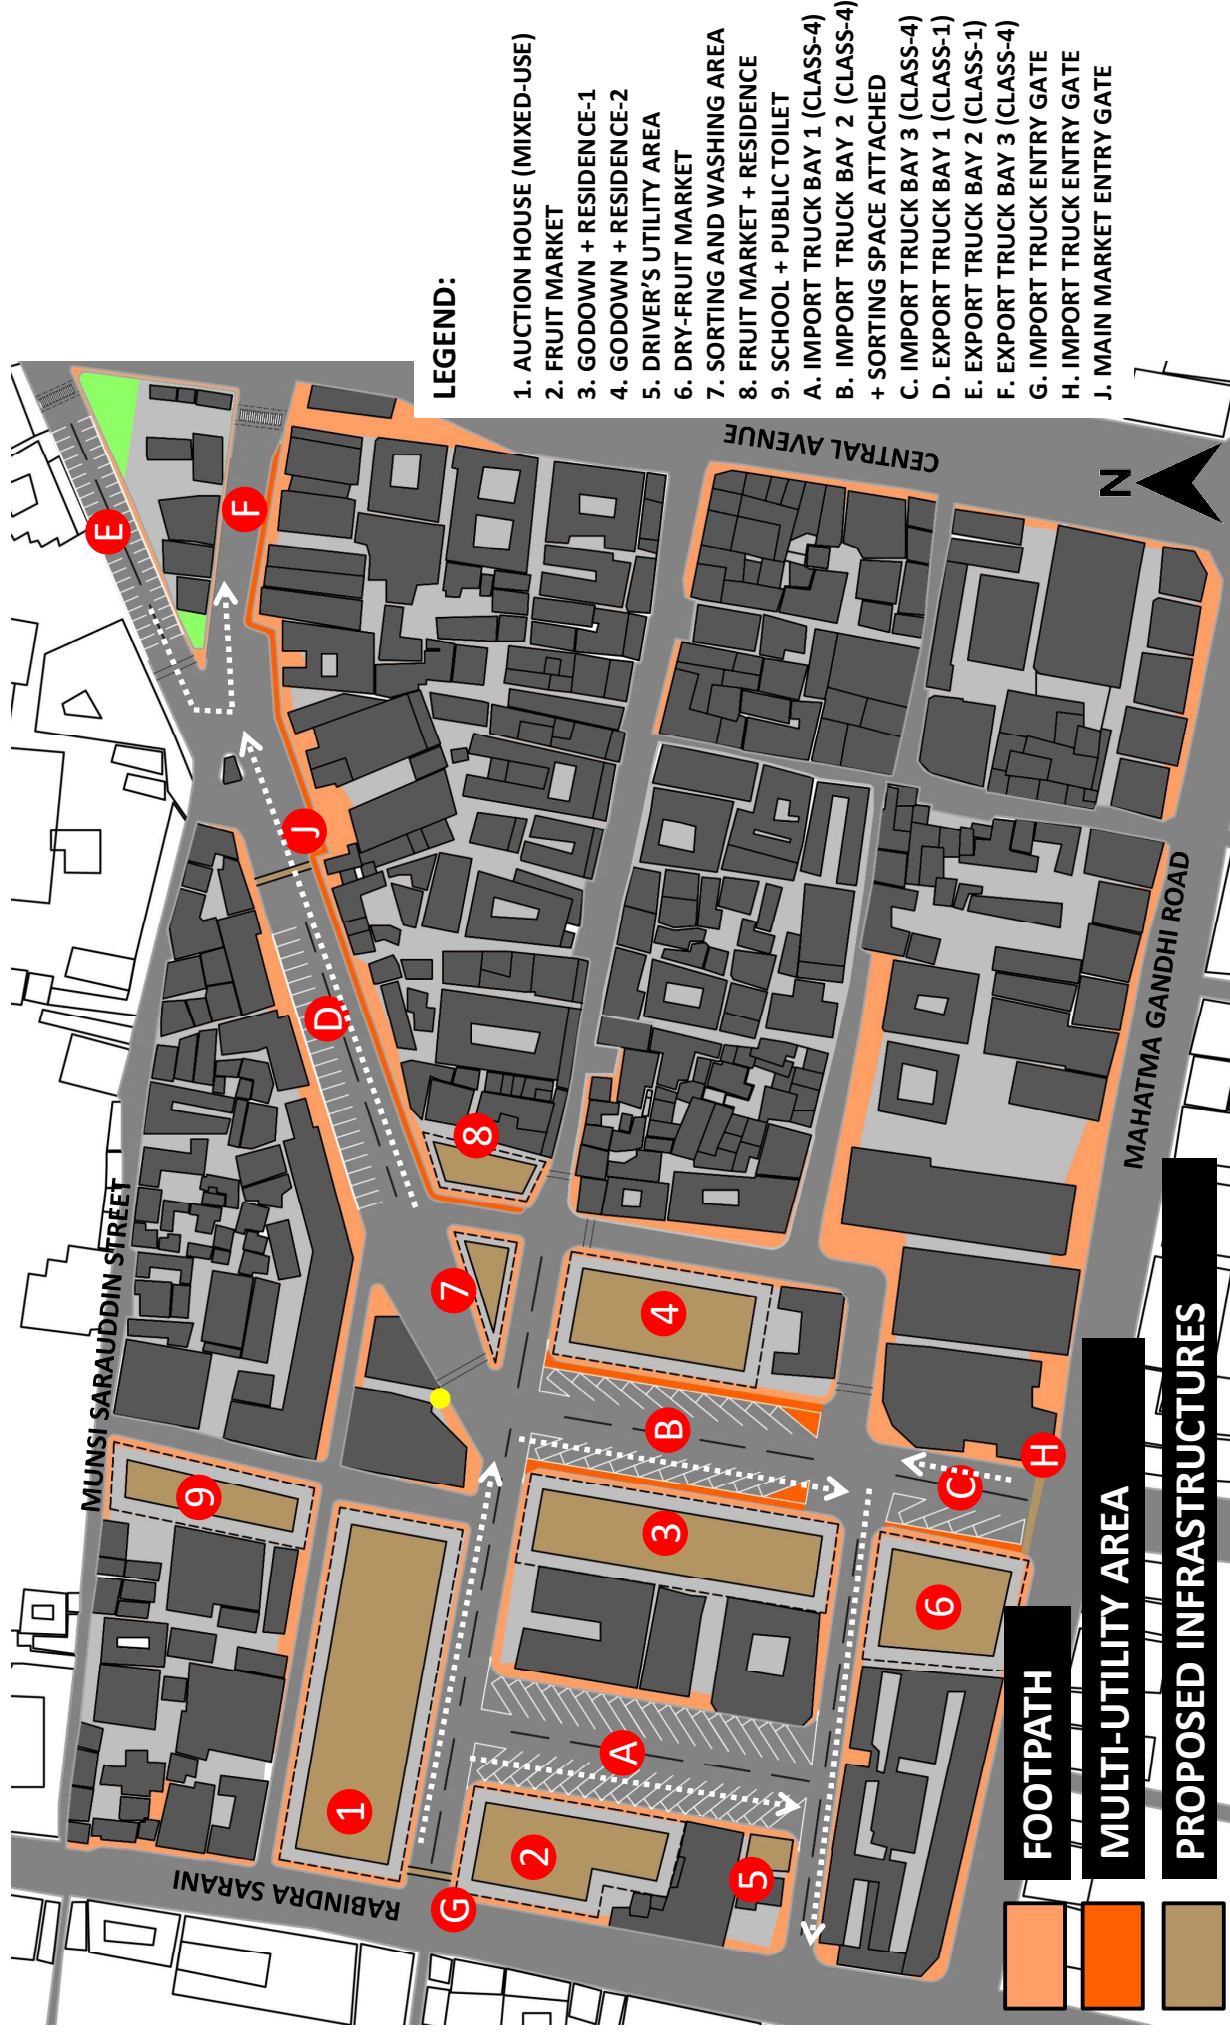 LEGEND:
1. AUCTION HOUSE (MIXED-USE)
2. FRUIT MARKET
3. GODOWN + RESIDENCE-1
4. GODOWN + RESIDENCE-2
5. DRIVER'S UTILITY AREA
6. DRY-FRUIT MARKET
7. SORTING AND WASHING AREA
8. FRUIT MARKET + RESIDENCE
9. SCHOOL + PUBLIC TOILET
A. IMPORT TRUCK BAY 1 (CLASS-4)
B. IMPORT TRUCK BAY 2 (CLASS-4)
+ SORTING SPACE ATTACHED
C. IMPORT TRUCK BAY 3 (CLASS-4)
D. EXPORT TRUCK BAY 1 (CLASS-1)
E. EXPORT TRUCK BAY 2 (CLASS-1)
F. EXPORT TRUCK BAY 3 (CLASS-4)
G. IMPORT TRUCK ENTRY GATE
H. IMPORT TRUCK ENTRY GATE
J. MAIN MARKET ENTRY GATE
MUNSI SARAUDDIN STREET
RABINDRA SARANI
CENTRAL AVENUE
MAHATMA GANDHI ROAD
N
E
F
J
D
8
7
4
B
9
3
C
H
1
A
6
2
5
G
FOOTPATH
MULTI-UTILITY AREA
PROPOSED INFRASTRUCTURES